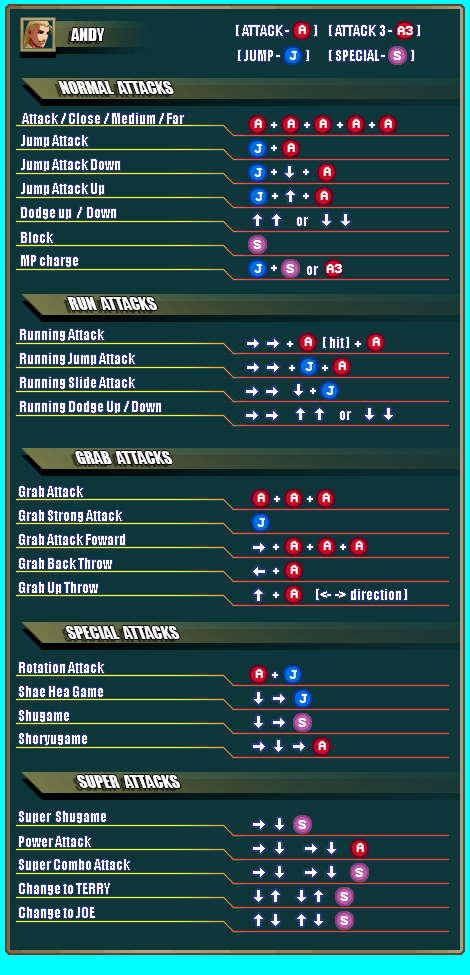 ANDY
[ ATTACK - A ] [ ATTACK 3 - A3 ]
[ JUMP - J ] [ SPECIAL - S ]
NORMAL ATTACKS
Attack / Close / Medium / Far A + A + A + A + A
Jump Attack J + A
Jump Attack Down J + ↓ + A
Jump Attack Up J + ↑ + A
Dodge up / Down ↑ ↑ or ↓ ↓
Block S
MP charge J + S or A3
RUN ATTACKS
Running Attack → → + A [ hit ] + A
Running Jump Attack → → + J + A
Running Slide Attack → → ↓ + J
Running Dodge Up / Down → → ↑ ↑ or ↓ ↓
GRAB ATTACKS
Grab Attack A + A + A
Grab Strong Attack J
Grab Attack Foward → + A + A + A
Grab Back Throw ← + A
Grab Up Throw ↑ + A [<- -> direction ]
SPECIAL ATTACKS
Rotation Attack A + J
Shae Hea Game ↓ → J
Shugame ↓ → S
Shoryugame → ↓ → A
SUPER ATTACKS
Super Shugame → ↓ S
Power Attack → ↓ → ↓ A
Super Combo Attack → ↓ → ↓ S
Change to TERRY ↓ ↑ ↓ ↑ S
Change to JOE ↑ ↓ ↑ ↓ S